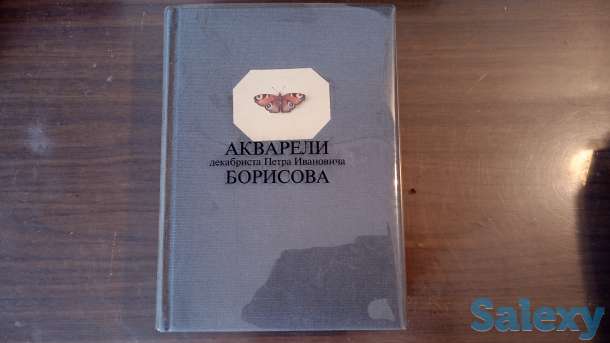 АКВАРЕЛИ
декабриста Петра Ивановича
БОРИСОВА
Salexy